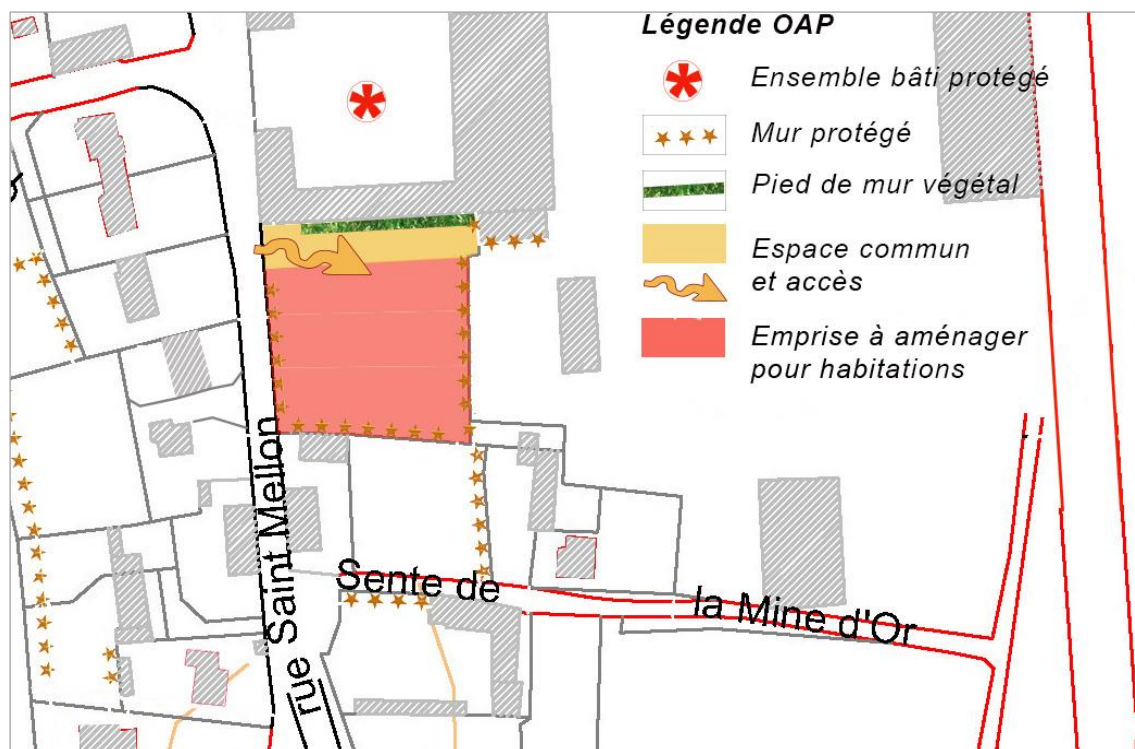 Légende OAP
Ensemble bâti protégé
Mur protégé
Pied de mur végétal
Espace commun
et accès
Emprise à aménager
pour habitations
rue Saint Mellon
Sente de
la Mine d'Or